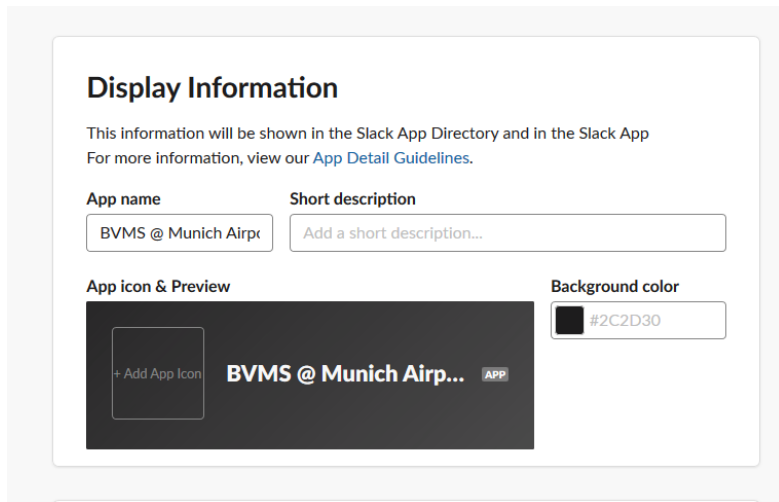 Display Information
This information will be shown in the Slack App Directory and in the Slack App
For more information, view our App Detail Guidelines.
App name
Short description
BVMS @ Munich Airpo
Add a short description...
App icon & Preview
Background color
#2C2D30
+ Add App Icon
BVMS @ Munich Airp...
APP